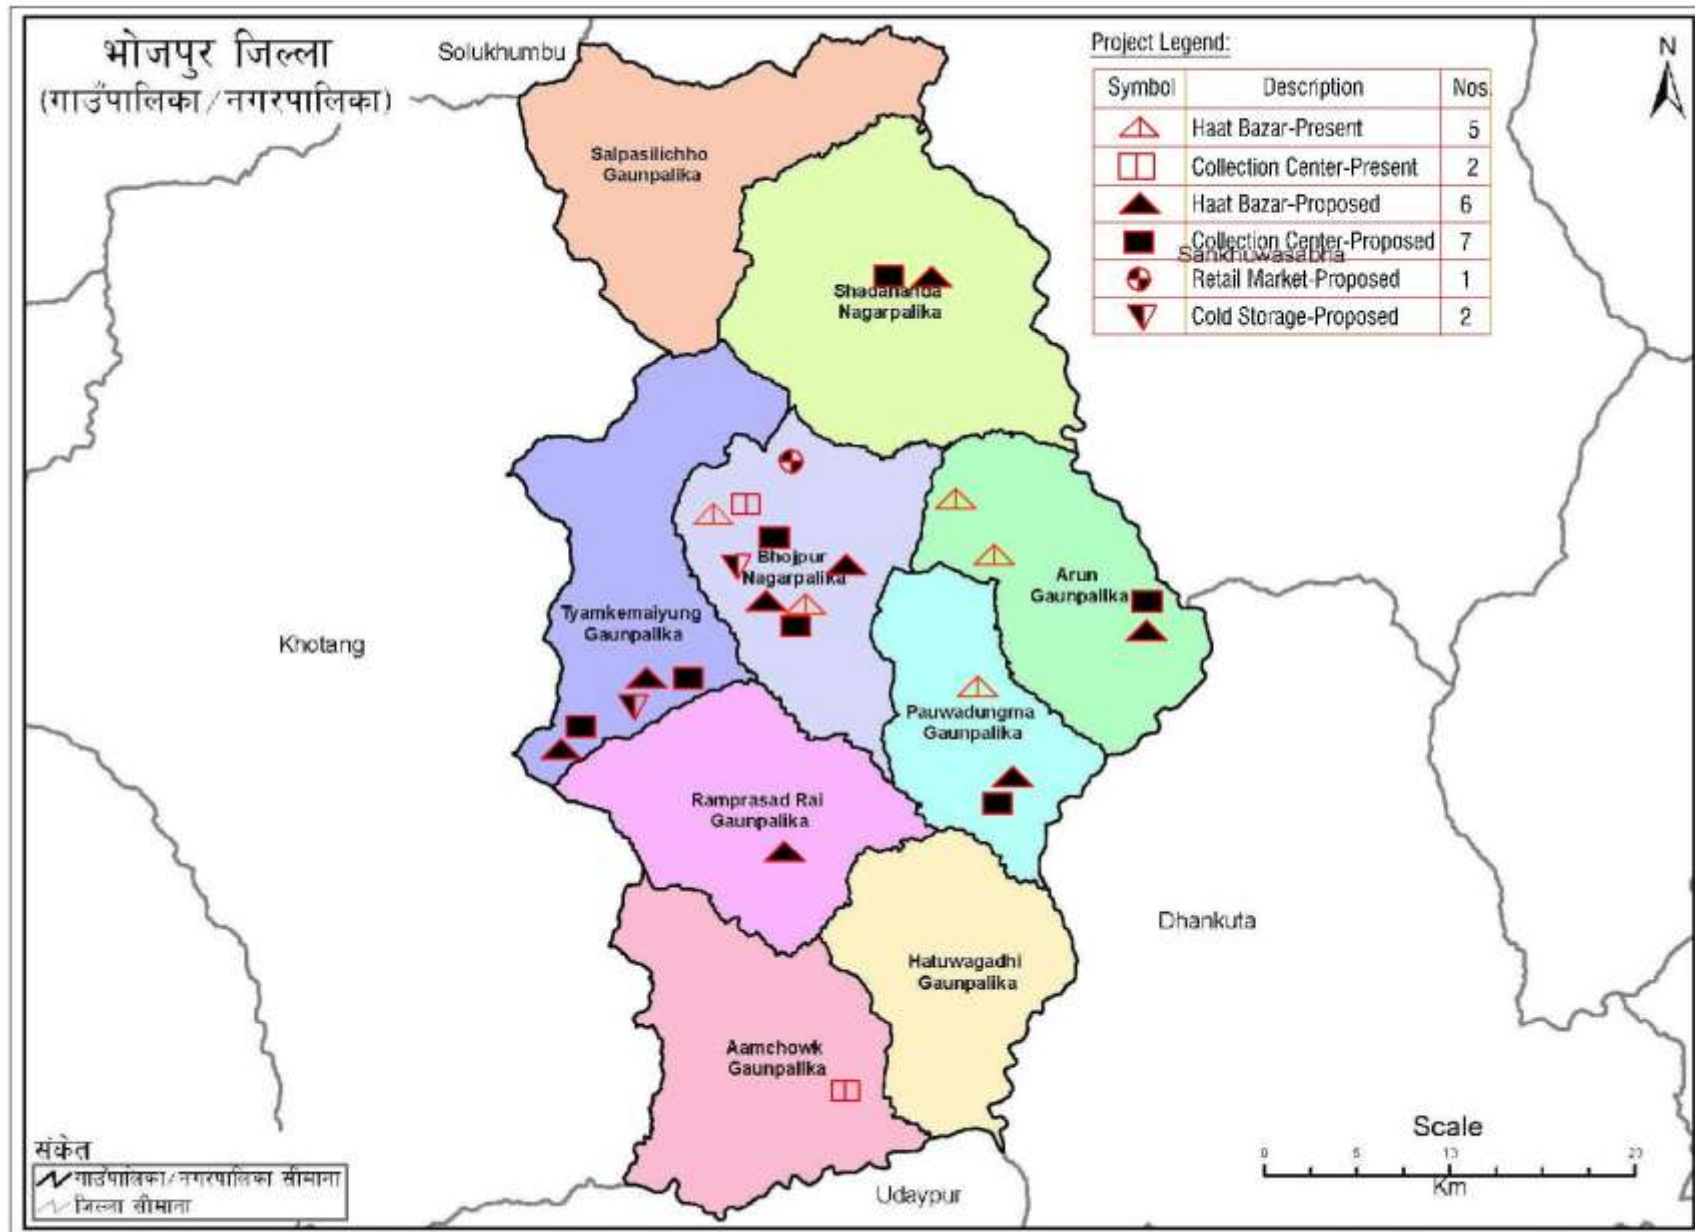 भोजपुर जिल्ला
(गाउँपालिका/नगरपालिका)
Solukhumbu
Project Legend:
Symbol Description Nos
Haat Bazar-Present 5
Collection Center-Present 2
Haat Bazar-Proposed 6
Collection Center-Proposed 7
Sankhuwasabha
Retail Market-Proposed 1
Cold Storage-Proposed 2
N
Salpasilichho
Gaunpalika
Shadananda
Nagarpalika
Bhojpur
Nagarpalika
Arun
Gaunpalika
Tyamkemaiyung
Gaunpalika
Khotang
Pauwadungma
Gaunpalika
Ramprasad Rai
Gaunpalika
Dhankuta
Hatuwagadhi
Gaunpalika
Aamchowk
Gaunpalika
Scale
0 5 10 20
Km
Udaypur
संकेत
गाउँपालिका/नगरपालिका सीमाना
जिल्ला सीमाना